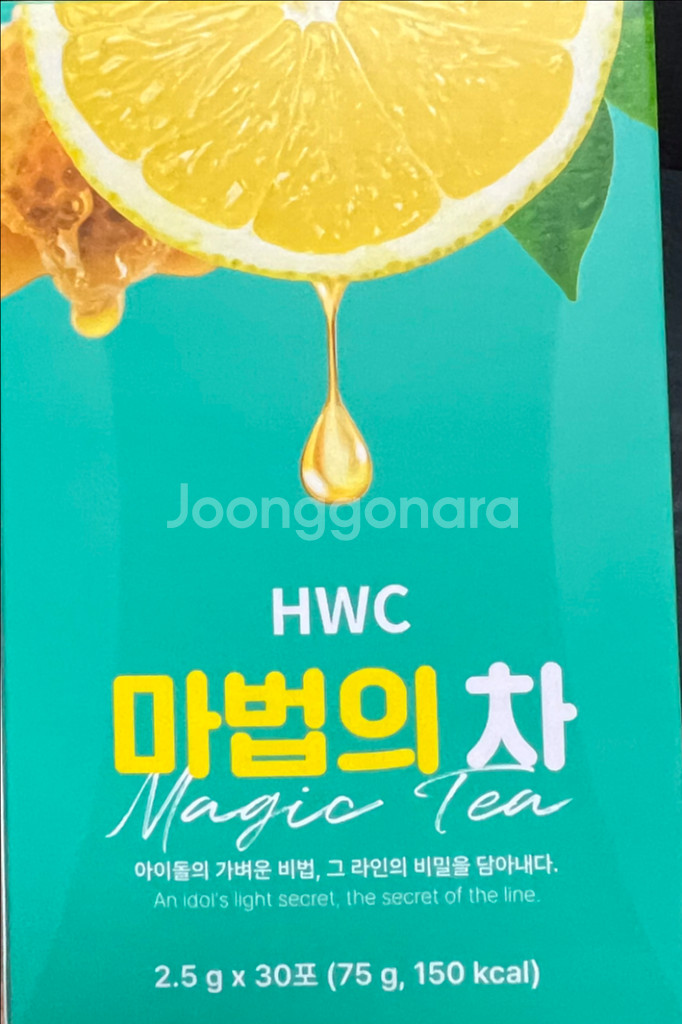 Joonggonara
HWC
마법의 차
Magic Tea
아이돌의 가벼운 비법, 그 라인의 비밀을 담아내다.
An idol's light secret, the secret of the line.
2.5 g x 30포 (75 g, 150 kcal)